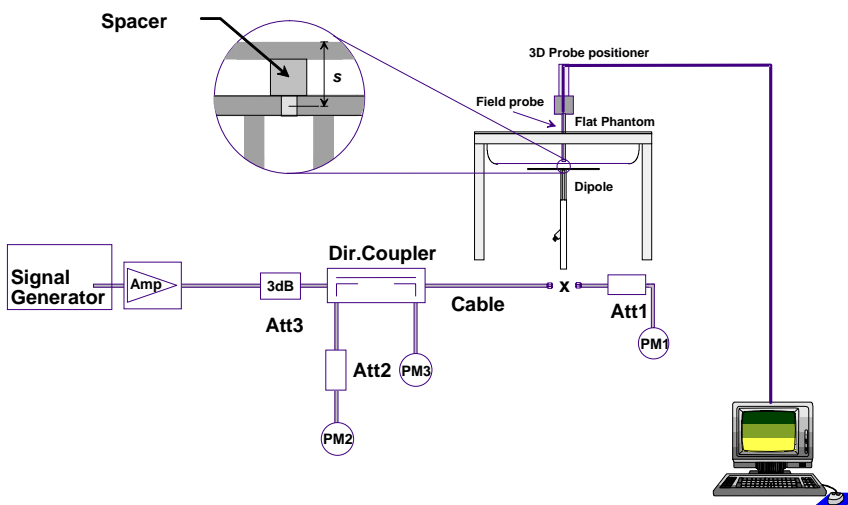 Spacer
s
3D Probe positioner
Field probe
Flat Phantom
Dipole
Signal
Generator
Amp
3dB
Att3
Dir.Coupler
Cable
x
Att1
PM1
Att2
PM3
PM2